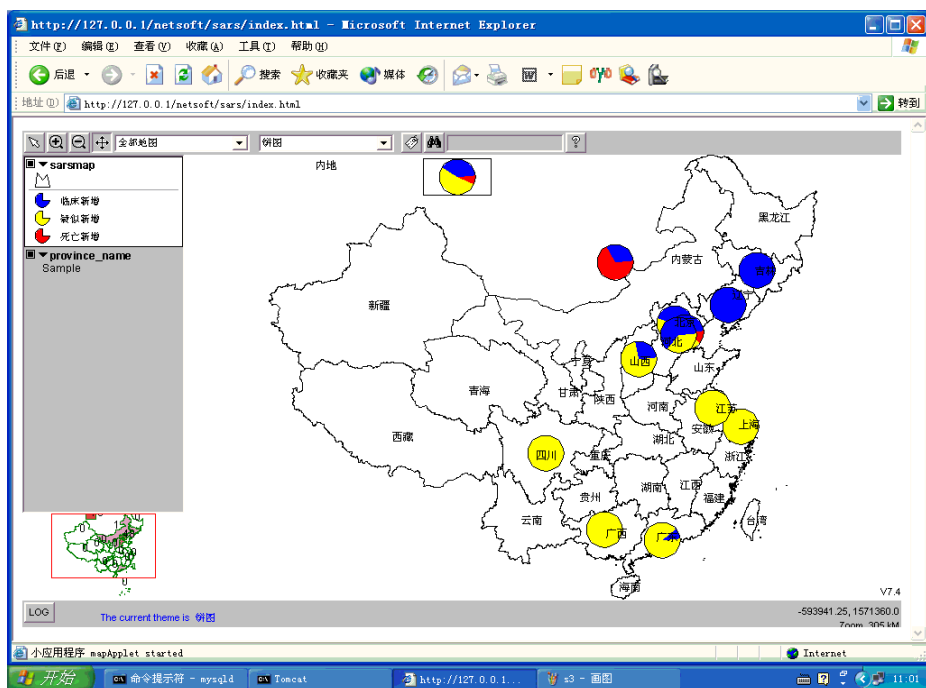 http://127.0.0.1/netsoft/sars/index.html - Microsoft Internet Explorer
文件(F) 编辑(E) 查看(V) 收藏(A) 工具(T) 帮助(H)
后退 搜索 收藏夹 媒体
地址(D) http://127.0.0.1/netsoft/sars/index.html 转到
全部地图 饼图
sarsmap
临床新增
疑似新增
死亡新增
province_name
Sample
内地
黑龙江
内蒙古
吉林
新疆
辽宁
北京
河北
宁夏
山西
山东
青海
甘肃
陕西
河南
江苏
西藏
安徽
上海
湖北
四川
重庆
浙江
湖南
江西
贵州
福建
云南
台湾
广西
广东
海南
V7.4
LOG
The current theme is 饼图
-593941.25, 1571360.0
Zoom 305 kM
小应用程序 mapApplet started
Internet
开始 命令提示符 - mysqld Tomcat http://127.0.0.1... s3 - 画图 11:01